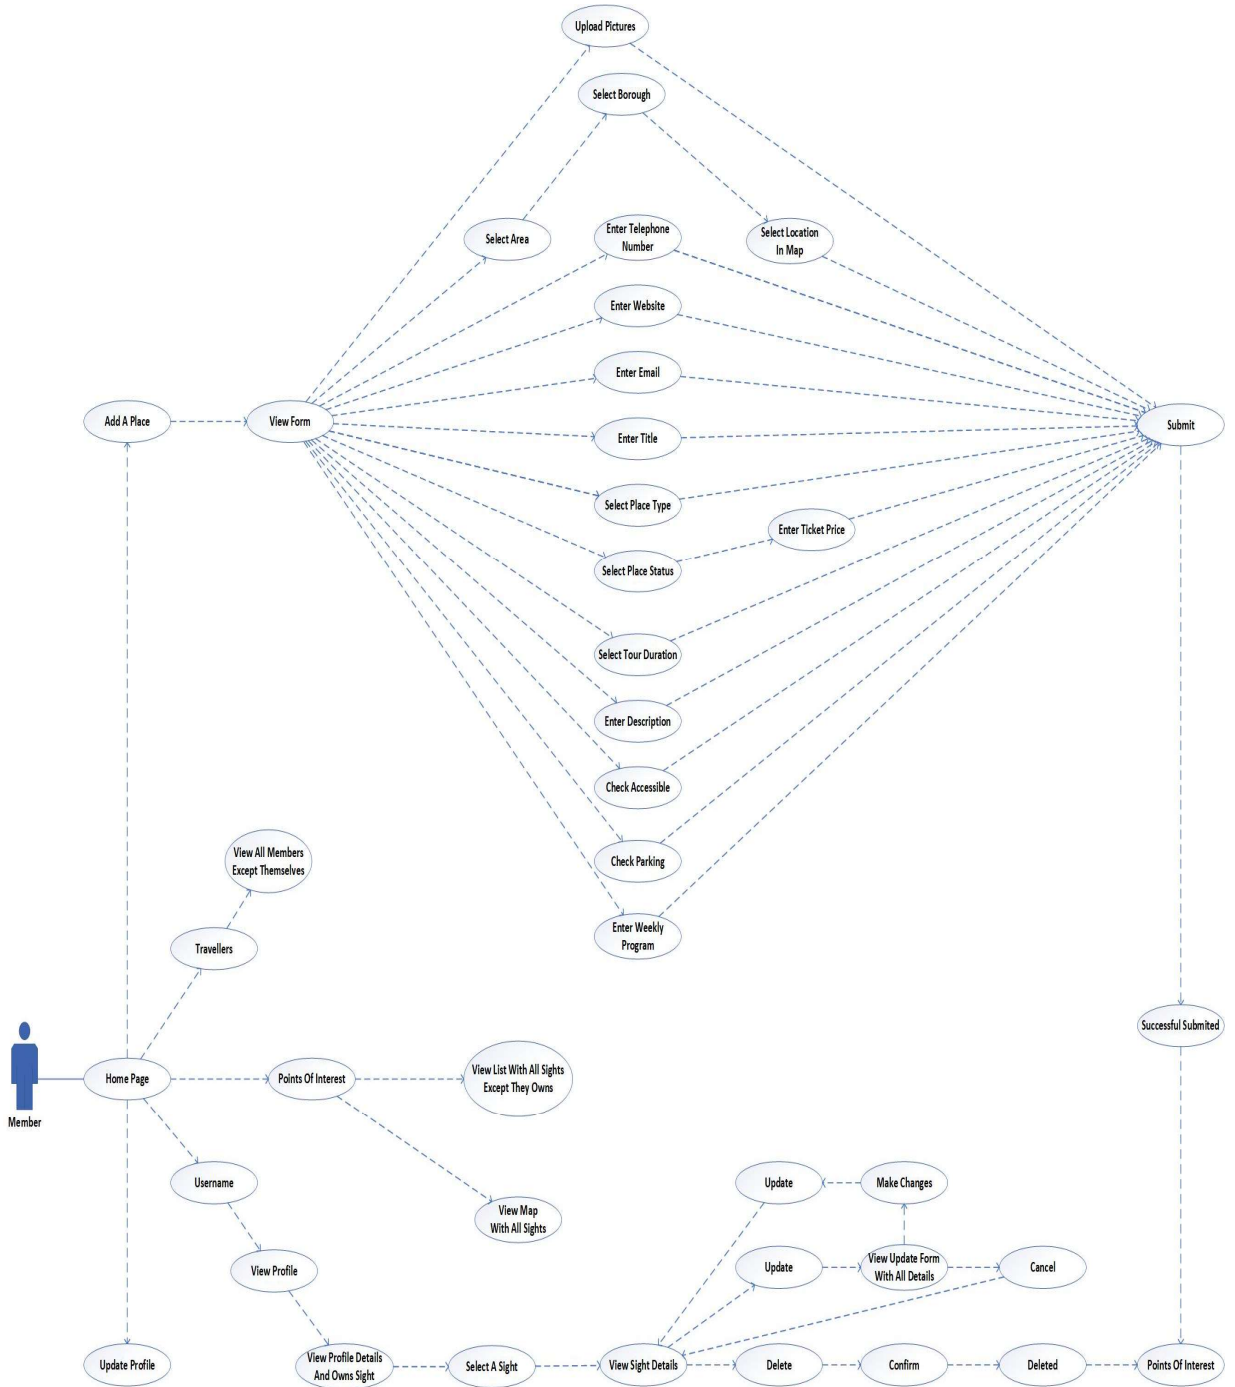 Upload Pictures
Select Borough
Select Area
Enter Telephone
Number
Select Location
In Map
Enter Website
Enter Email
Add A Place
View Form
Enter Title
Submit
Select Place Type
Enter Ticket Price
Select Place Status
Select Tour Duration
Enter Description
Check Accessible
Check Parking
View All Members
Except Themselves
Enter Weekly
Program
Travellers
Successful Submited
Member
Home Page
Points Of Interest
View List With All Sights
Except They Owns
Username
Update
Make Changes
View Map
With All Sights
View Profile
Update
View Update Form
With All Details
Cancel
Update Profile
View Profile Details
And Owns Sight
Select A Sight
View Sight Details
Delete
Confirm
Deleted
Points Of Interest